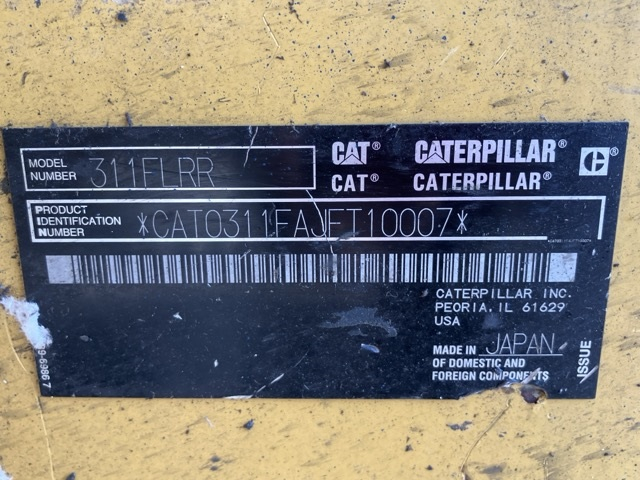 MODEL NUMBER 311FLRR
CAT® CATERPILLAR®
CAT® CATERPILLAR®
C®
PRODUCT IDENTIFICATION NUMBER *CAT0311FAJFT10007*
CATERPILLAR INC.
PEORIA, IL 61629
USA
MADE IN JAPAN
OF DOMESTIC AND
FOREIGN COMPONENTS
ISSUE